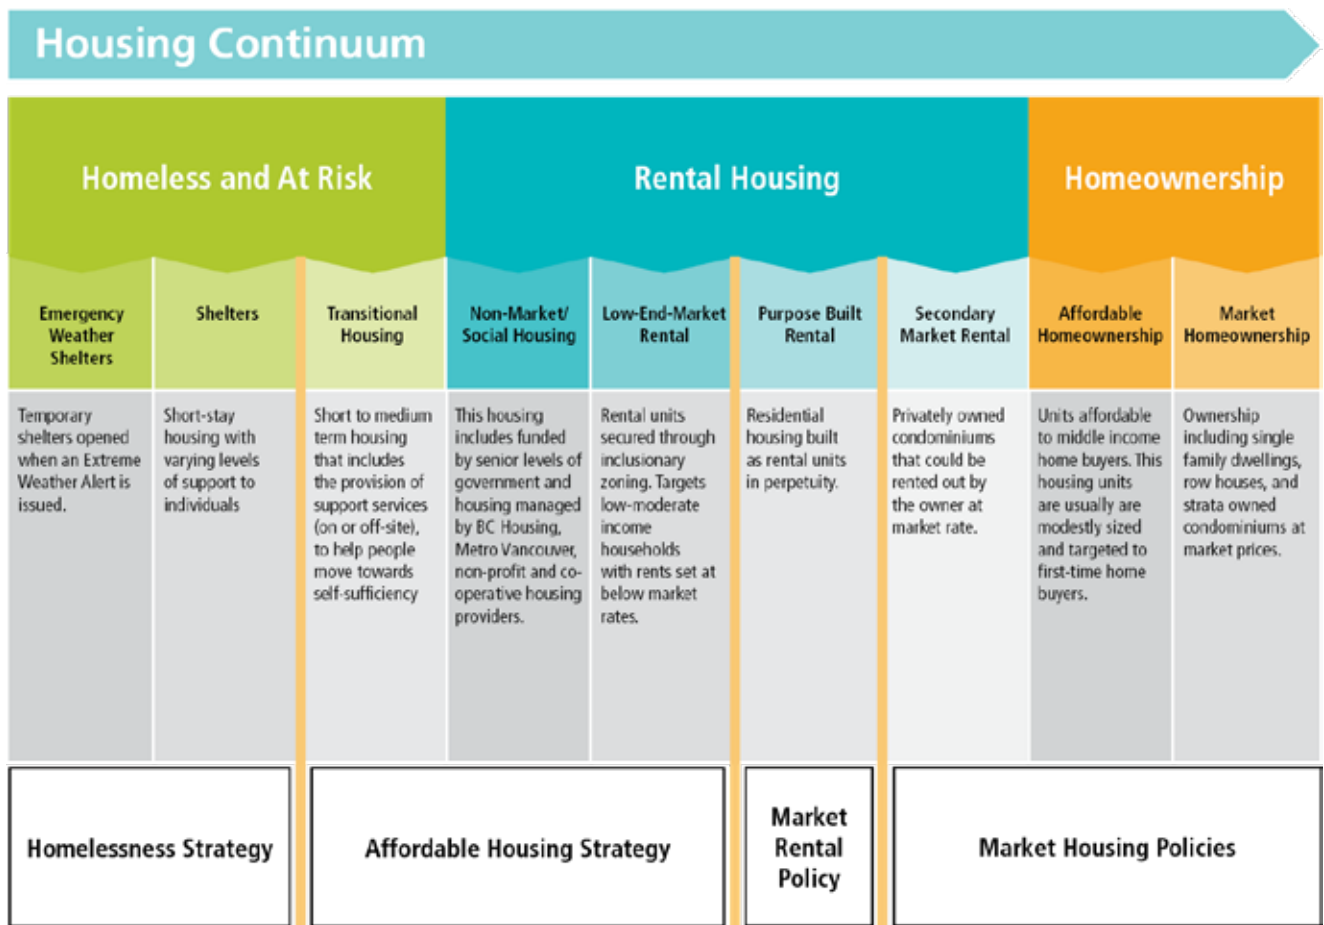 Housing Continuum
Homeless and At Risk
Rental Housing
Homeownership
Emergency
Weather
Shelters
Shelters
Transitional
Housing
Non-Market/
Social Housing
Low-End-Market
Rental
Purpose Built
Rental
Secondary
Market Rental
Affordable
Homeownership
Market
Homeownership
Temporary
shelters opened
when an Extreme
Weather Alert is
issued.
Short-stay
housing with
varying levels
of support to
individuals
Short to medium
term housing
that includes
the provision of
support services
(on or off-site),
to help people
move towards
self-sufficiency
This housing
includes funded
by senior levels of
government and
housing managed
by BC Housing,
Metro Vancouver,
non-profit and co-
operative housing
providers.
Rental units
secured through
inclusionary
zoning. Targets
low-moderate
income
households
with rents set at
below market
rates.
Residential
housing built
as rental units
in perpetuity.
Privately owned
condominiums
that could be
rented out by
the owner at
market rate.
Units affordable
to middle income
home buyers. This
housing units
are usually are
modestly sized
and targeted to
first-time home
buyers.
Ownership
including single
family dwellings,
row houses, and
strata owned
condominiums at
market prices.
Homelessness Strategy
Affordable Housing Strategy
Market
Rental
Policy
Market Housing Policies